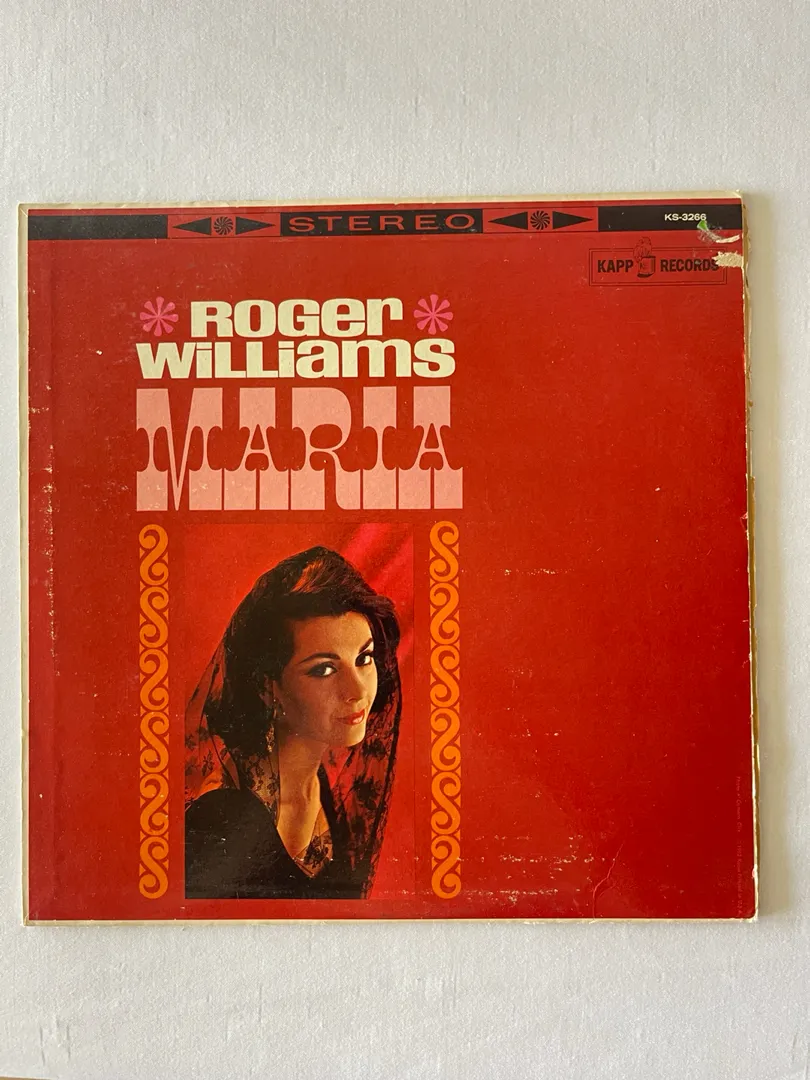 STEREO
KS-3266
KAPP RECORDS
ROGER
WILLIAMS
MARIA